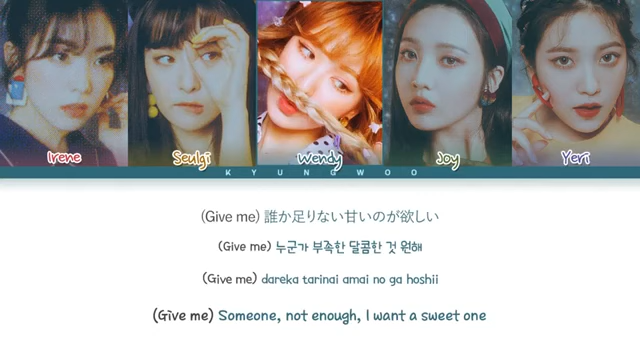 Irene Seulgi Wendy Joy Yeri
KYUNGWOO
(Give me) 誰か足りない甘いのが欲しい
(Give me) 누군가 부족한 달콤한 것 원해
(Give me) dareka tarinai amai no ga hoshii
(Give me) Someone, not enough, I want a sweet one